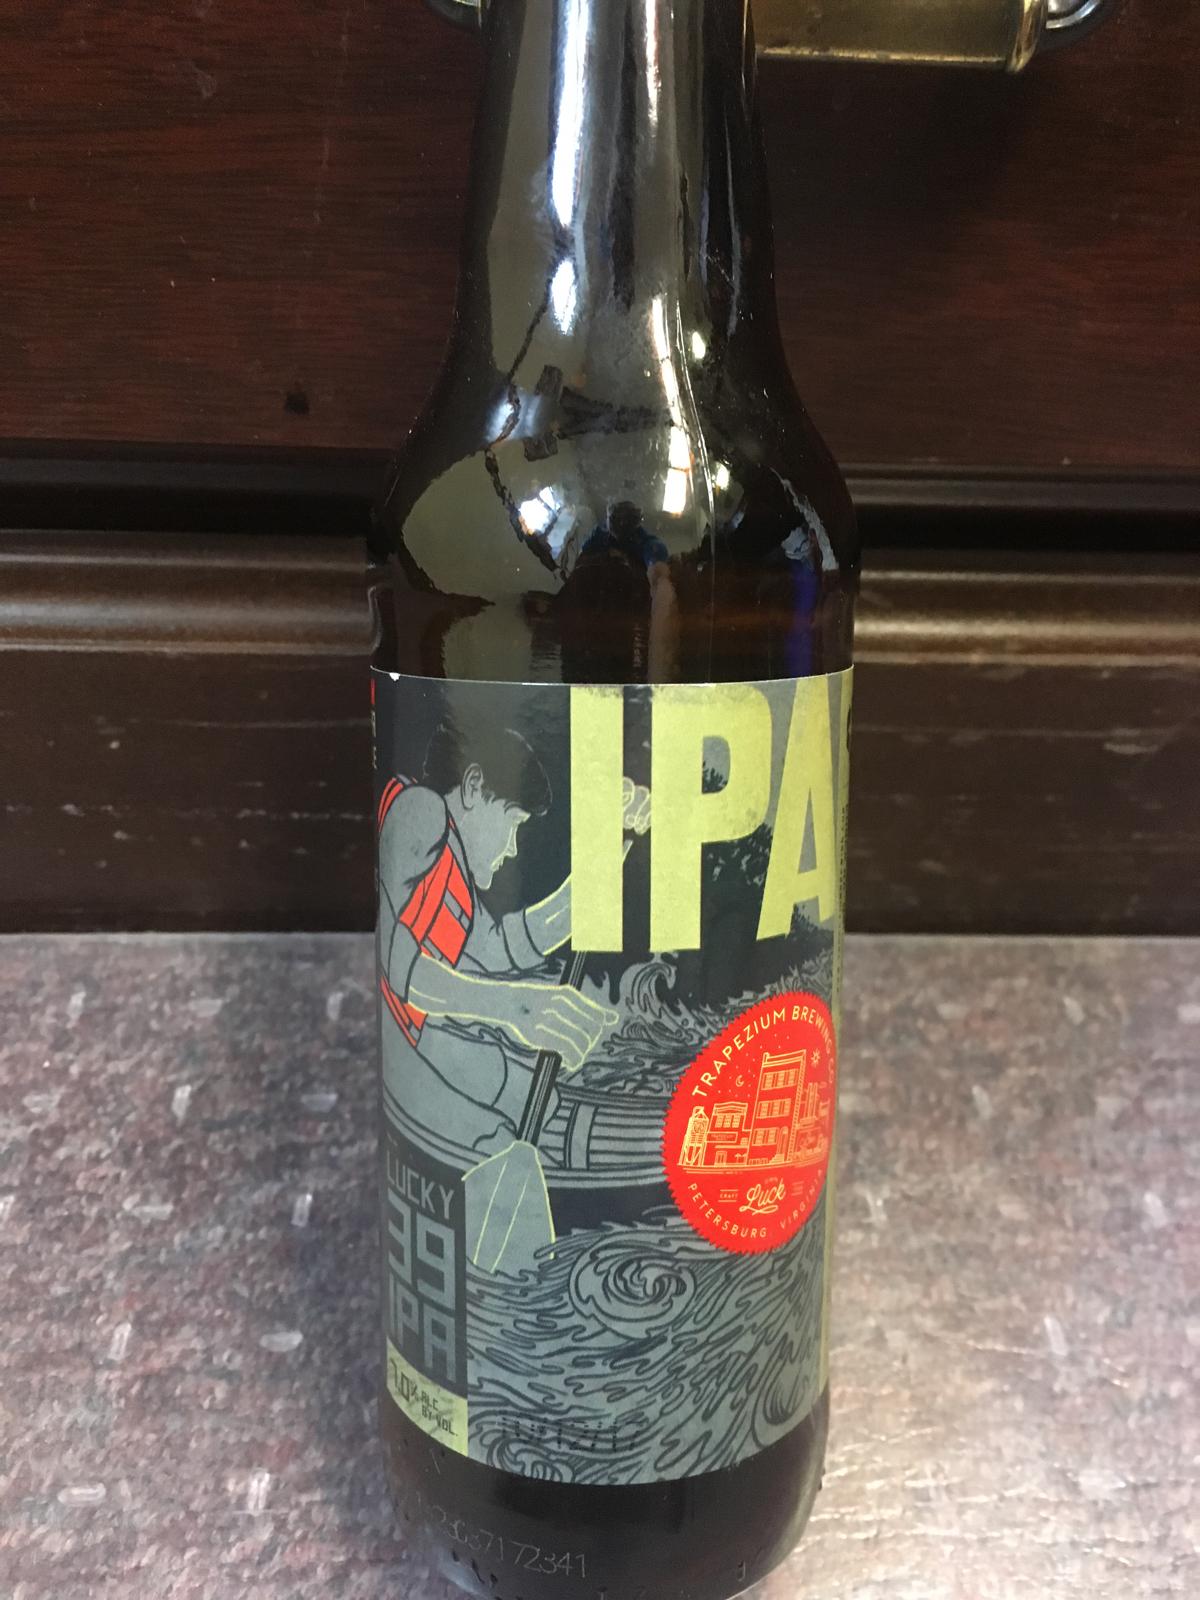 IPA
TRAPEZIUM BREWING CO.
CRAFT
Luck
PETERSBURG, VIRGINIA
LUCKY
39
IPA
7.0% ALC.
BY VOL.